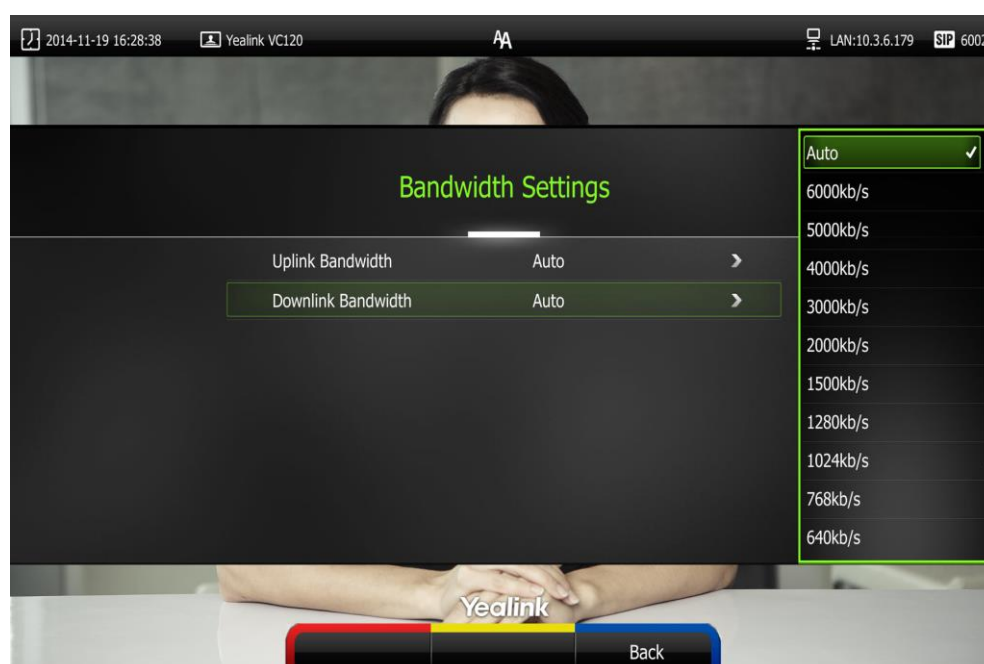 2014-11-19 16:28:38 Yealink VC120 AA LAN:10.3.6.179 SIP 6002
Bandwidth Settings
Uplink Bandwidth Auto
Downlink Bandwidth Auto
Auto
6000kb/s
5000kb/s
4000kb/s
3000kb/s
2000kb/s
1500kb/s
1280kb/s
1024kb/s
768kb/s
640kb/s
Yealink
Back